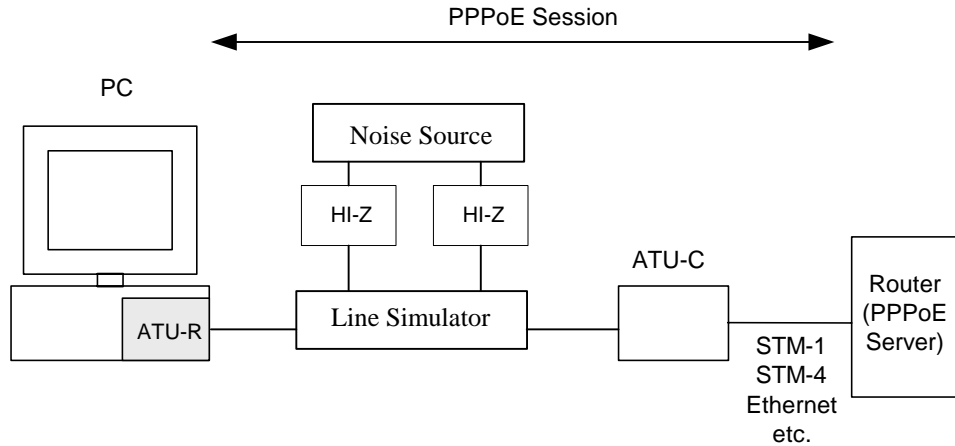 PPPoE Session
PC
Noise Source
HI-Z
HI-Z
ATU-C
ATU-R
Line Simulator
Router
(PPPoE
Server)
STM-1
STM-4
Ethernet
etc.